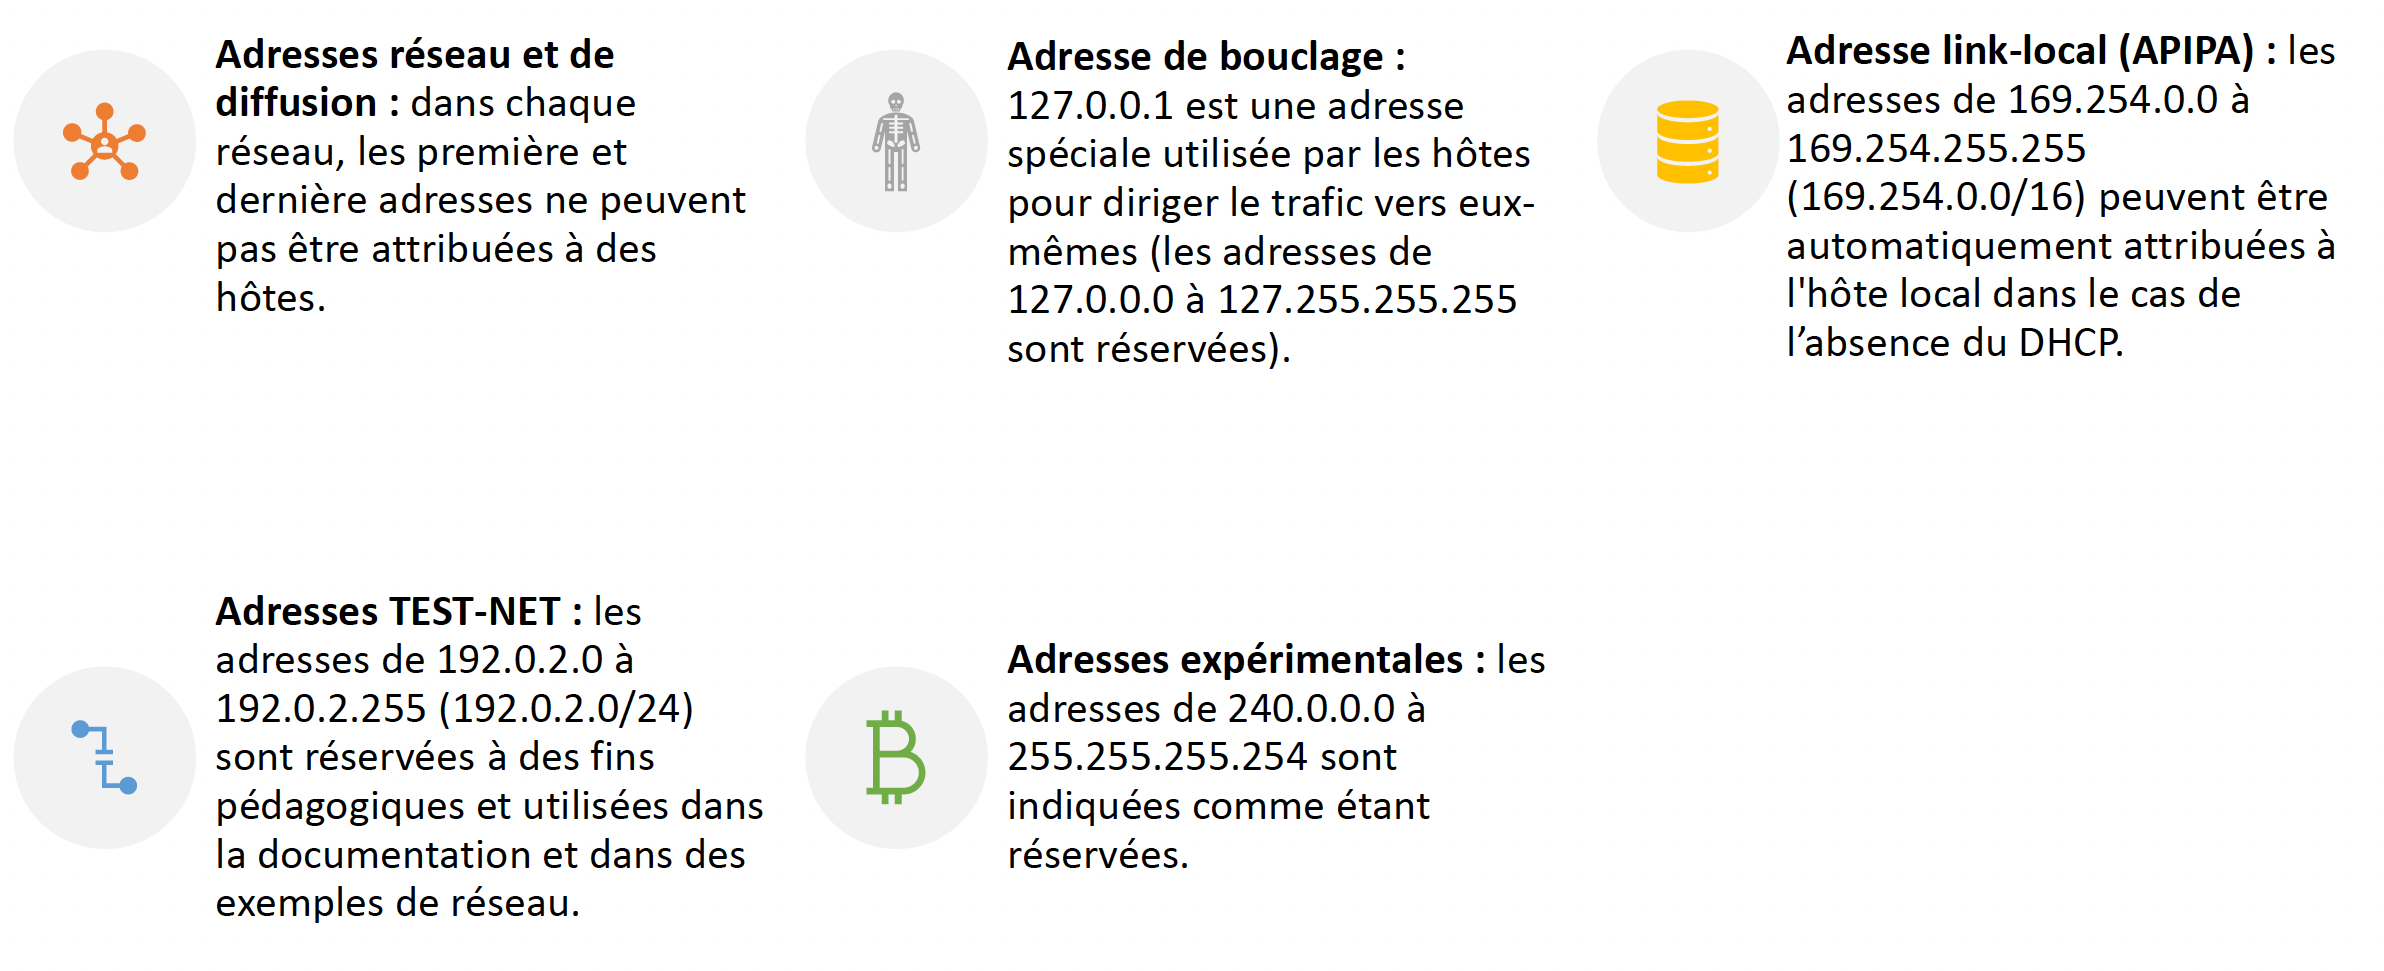 Adresses réseau et de
diffusion : dans chaque
réseau, les première et
dernière adresses ne peuvent
pas être attribuées à des
hôtes.
Adresse de bouclage :
127.0.0.1 est une adresse
spéciale utilisée par les hôtes
pour diriger le trafic vers eux-
mêmes (les adresses de
127.0.0.0 à 127.255.255.255
sont réservées).
Adresse link-local (APIPA) : les
adresses de 169.254.0.0 à
169.254.255.255
(169.254.0.0/16) peuvent être
automatiquement attribuées à
l'hôte local dans le cas de
l’absence du DHCP.
Adresses TEST-NET : les
adresses de 192.0.2.0 à
192.0.2.255 (192.0.2.0/24)
sont réservées à des fins
pédagogiques et utilisées dans
la documentation et dans des
exemples de réseau.
Adresses expérimentales : les
adresses de 240.0.0.0 à
255.255.255.254 sont
indiquées comme étant
réservées.